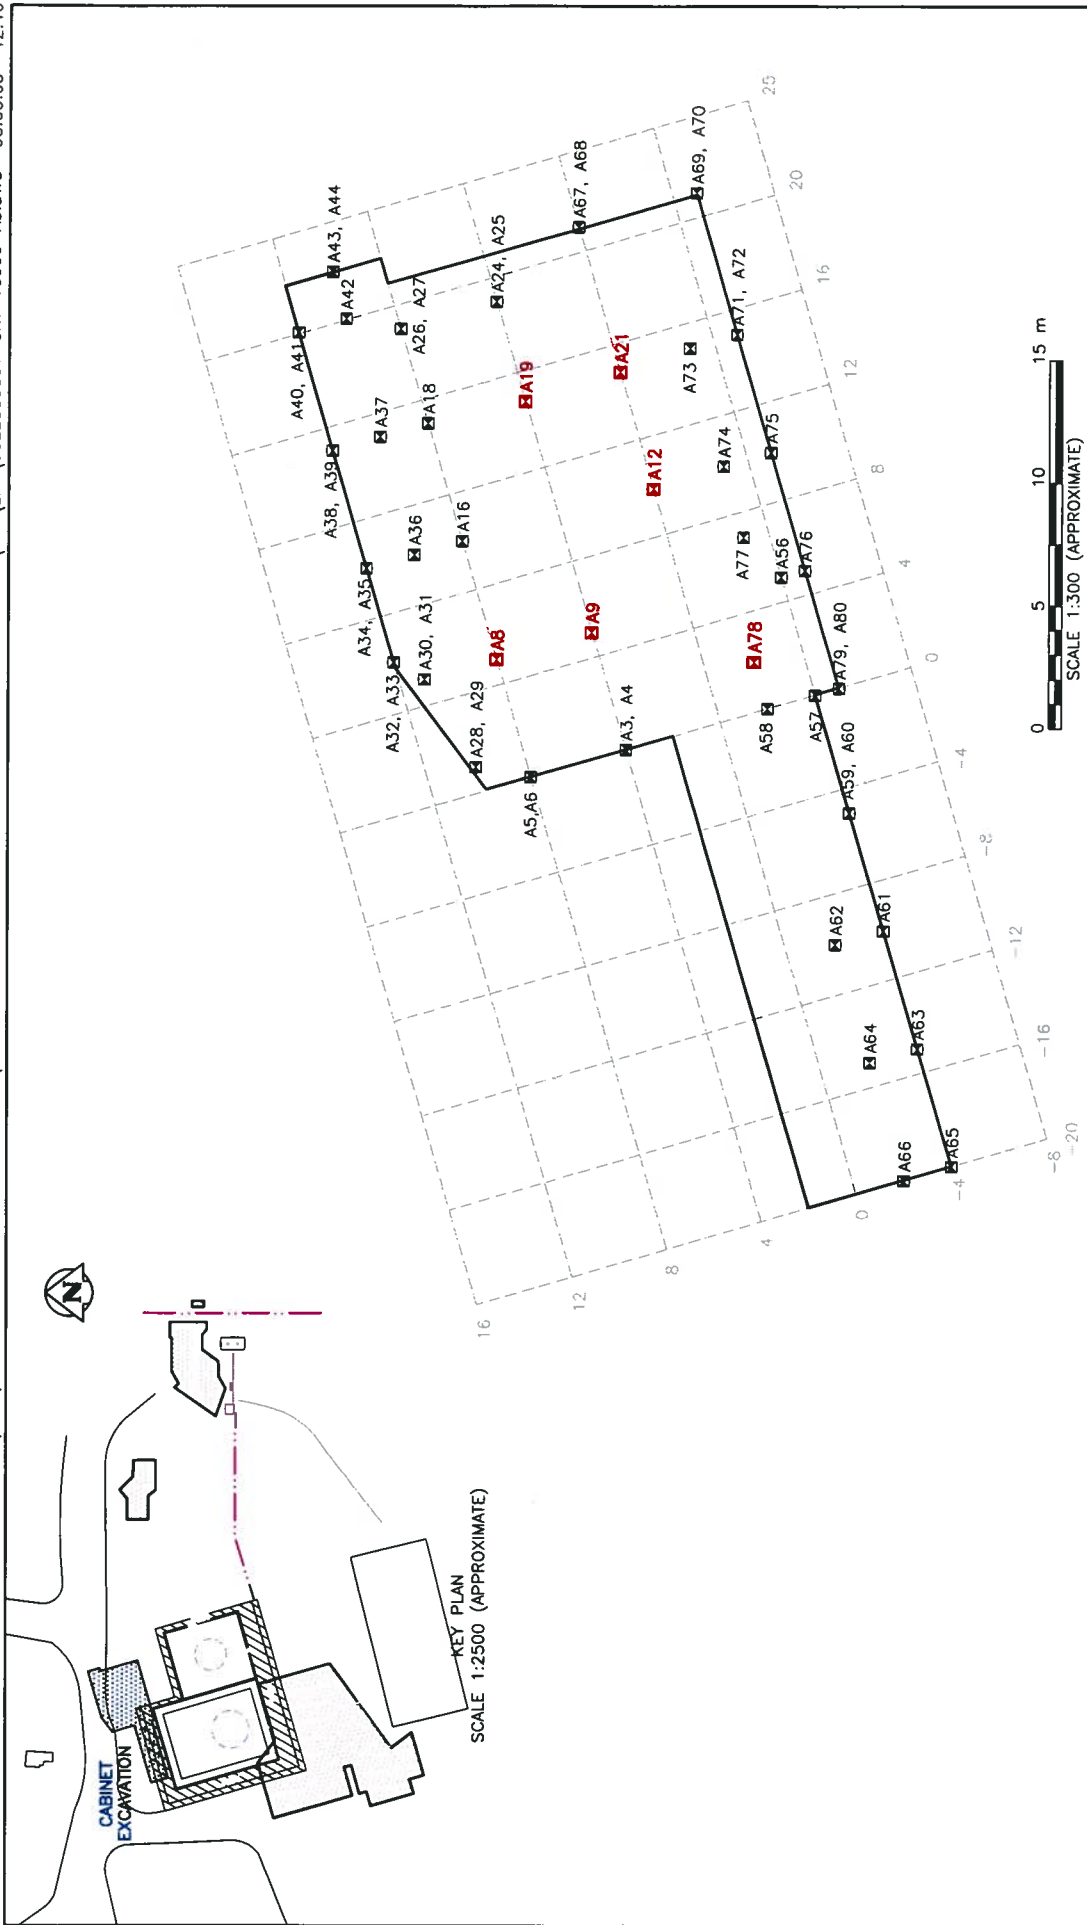 N
CABINET
EXCAVATION
KEY PLAN
SCALE 1:2500 (APPROXIMATE)
A43, A44
A42
A40, A41
A26, A27
A24, A25
A67, A68
A69, A70
A38, A39
A37
A18
A19
A21
A73
A71, A72
A34, A35
A36
A16
A12
A74
A75
A32, A33
A30, A31
A8
A9
A77
A56
A76
A28, A29
A5,A6
A3, A4
A78
A58
A57
A79, A80
A59, A60
A62
A61
A64
A63
A66
A65
16
12
8
4
0
-4
-8
-20
-16
-12
-8
-4
0
4
8
12
16
20
25
0
5
10
15 m
SCALE 1:300 (APPROXIMATE)